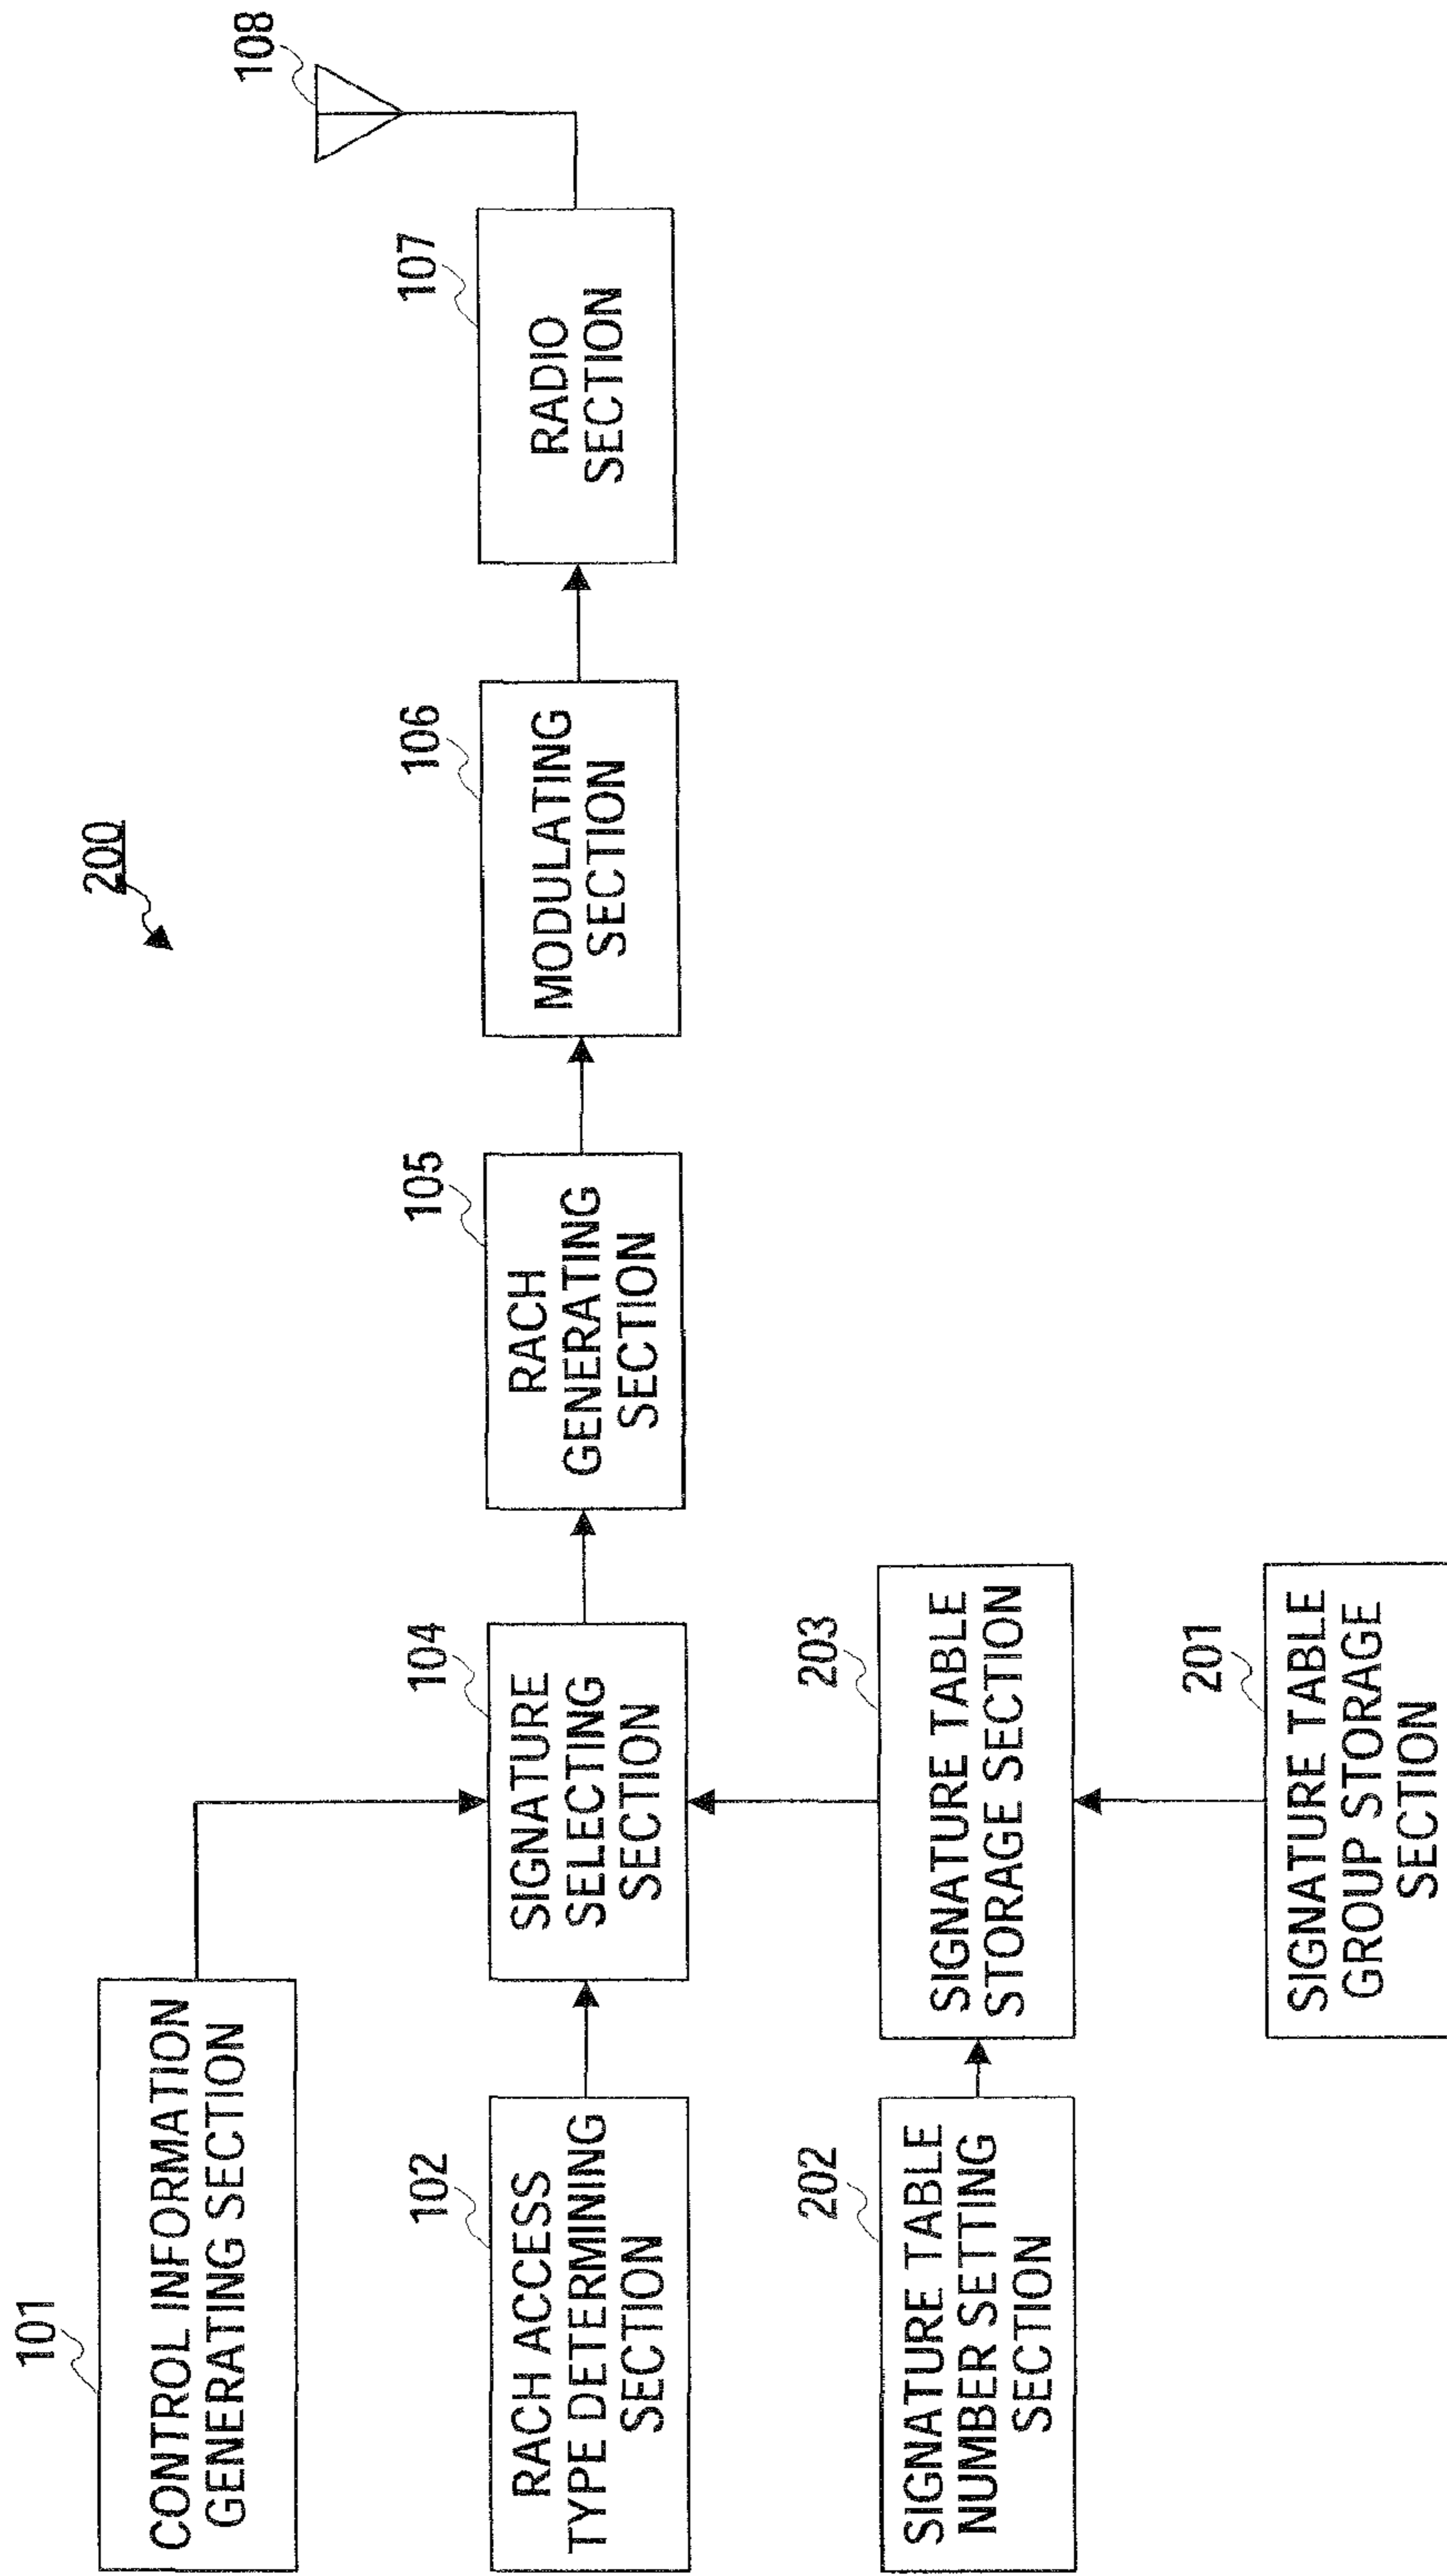 200
101
CONTROL INFORMATION
GENERATING SECTION
102
RACH ACCESS
TYPE DETERMINING
SECTION
104
SIGNATURE
SELECTING
SECTION
105
RACH
GENERATING
SECTION
106
MODULATING
SECTION
107
RADIO
SECTION
108
202
SIGNATURE TABLE
NUMBER SETTING
SECTION
203
SIGNATURE TABLE
STORAGE SECTION
201
SIGNATURE TABLE
GROUP STORAGE
SECTION